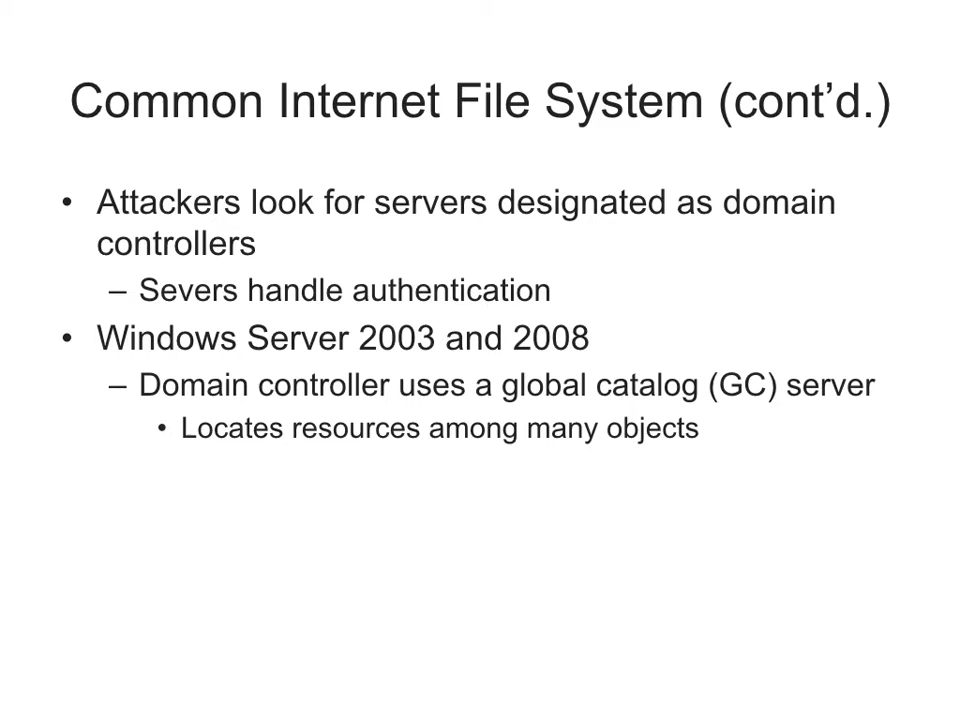 Common Internet File System (cont’d.)
• Attackers look for servers designated as domain
controllers
– Severs handle authentication
• Windows Server 2003 and 2008
– Domain controller uses a global catalog (GC) server
• Locates resources among many objects